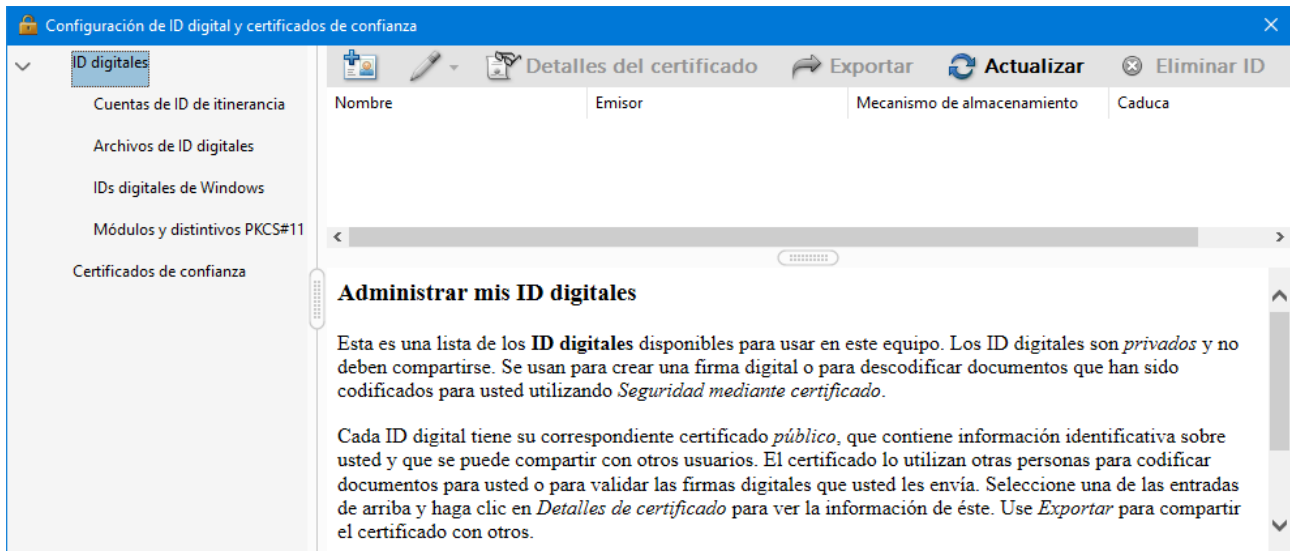 Configuración de ID digital y certificados de confianza
ID digitales
Detalles del certificado Exportar Actualizar Eliminar ID
Cuentas de ID de itinerancia
Archivos de ID digitales
IDs digitales de Windows
Módulos y distintivos PKCS#11
Certificados de confianza
Nombre Emisor Mecanismo de almacenamiento Caduca
Administrar mis ID digitales
Esta es una lista de los ID digitales disponibles para usar en este equipo. Los ID digitales son privados y no
deben compartirse. Se usan para crear una firma digital o para descodificar documentos que han sido
codificados para usted utilizando Seguridad mediante certificado.
Cada ID digital tiene su correspondiente certificado público, que contiene información identificativa sobre
usted y que se puede compartir con otros usuarios. El certificado lo utilizan otras personas para codificar
documentos para usted o para validar las firmas digitales que usted les envía. Seleccione una de las entradas
de arriba y haga clic en Detalles de certificado para ver la información de éste. Use Exportar para compartir
el certificado con otros.